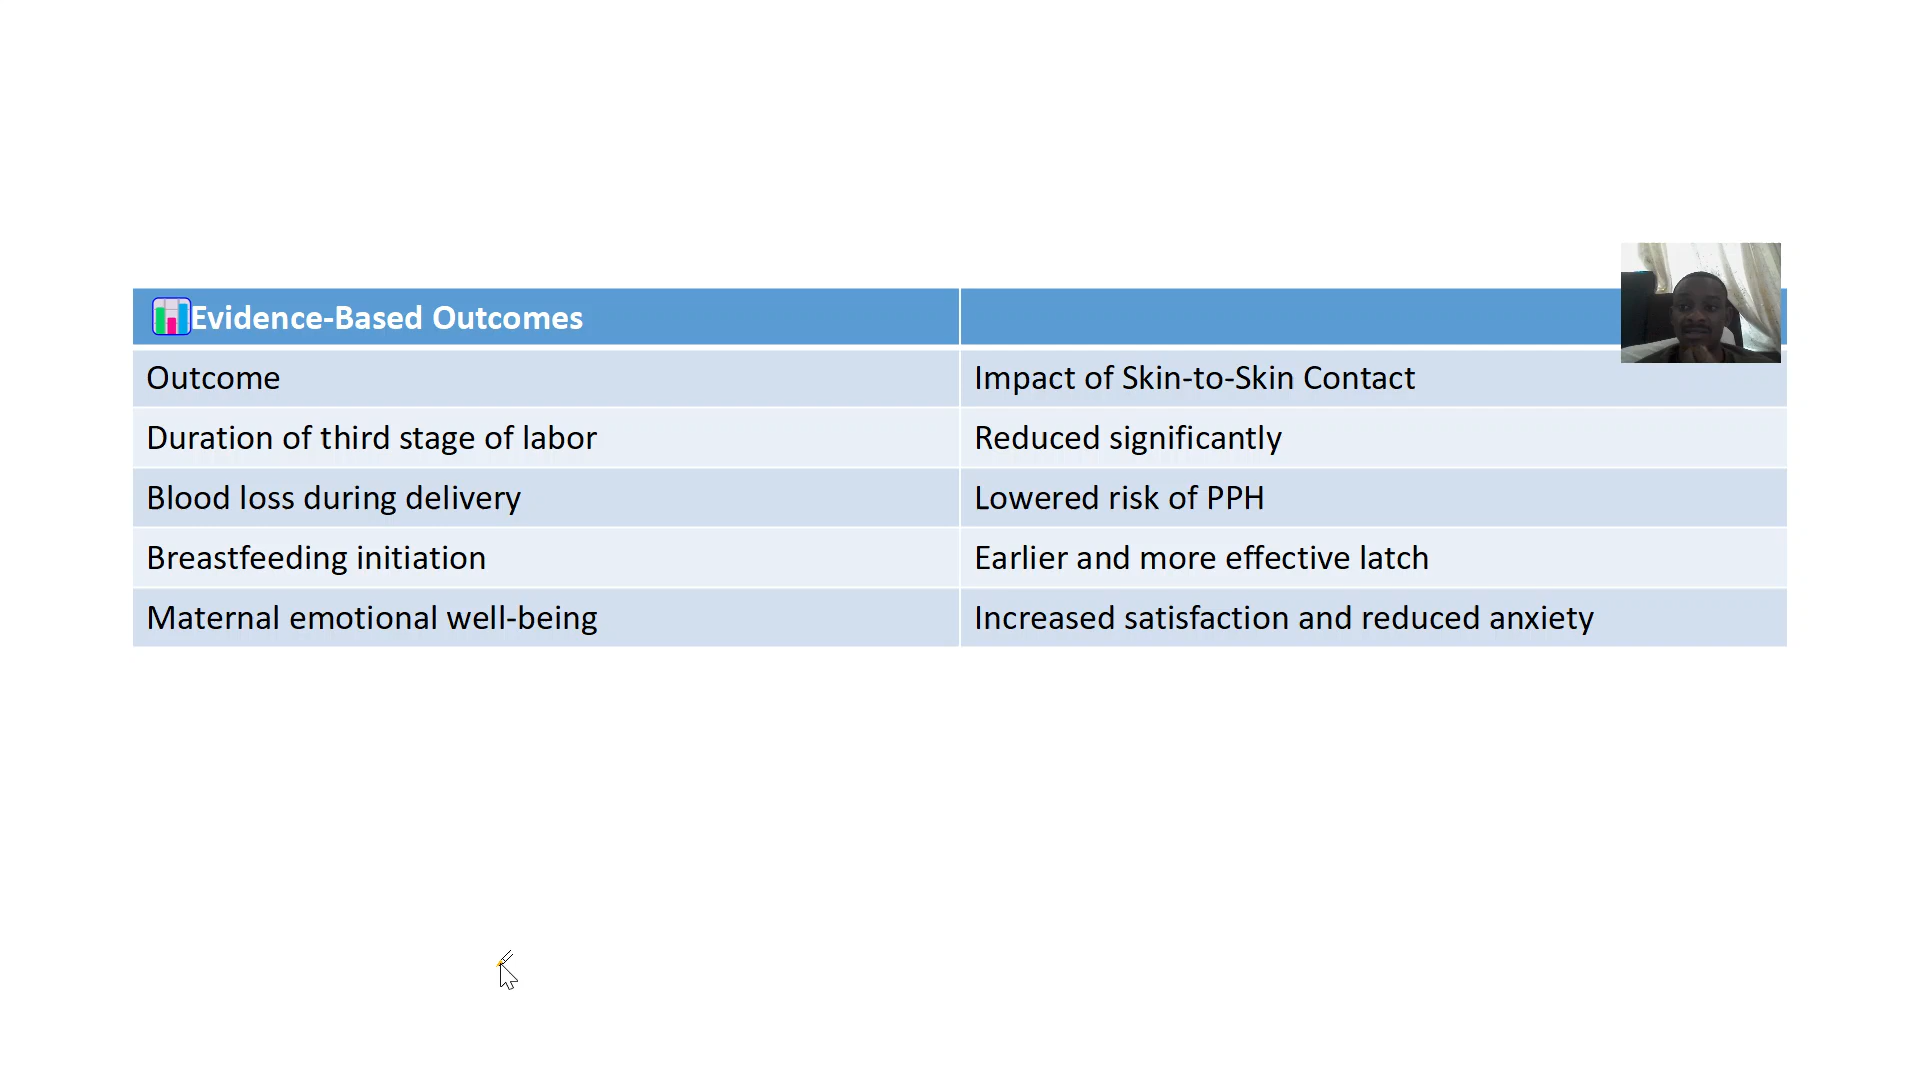 Evidence-Based Outcomes
Outcome Impact of Skin-to-Skin Contact
Duration of third stage of labor Reduced significantly
Blood loss during delivery Lowered risk of PPH
Breastfeeding initiation Earlier and more effective latch
Maternal emotional well-being Increased satisfaction and reduced anxiety